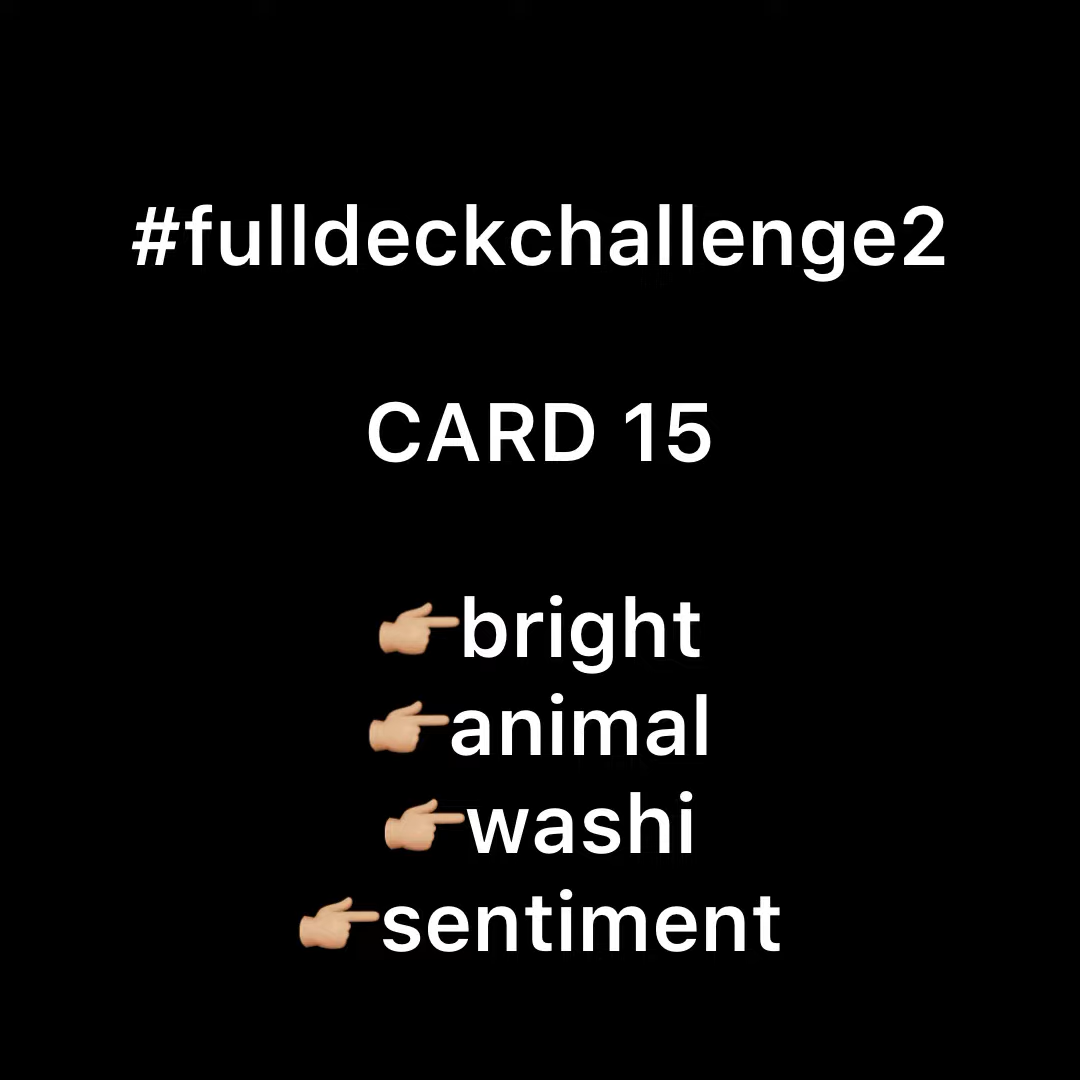 #fulldeckchallenge2
CARD 15
👉🏼bright
👉🏼animal
👉🏼washi
👉🏼sentiment